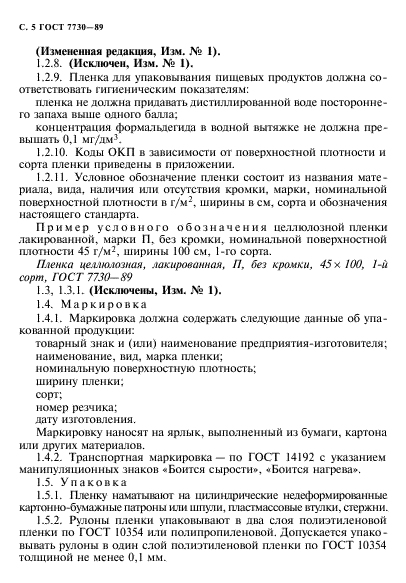 С. 5 ГОСТ 7730—89
(Измененная редакция, Изм. № 1).
1.2.8. (Исключен, Изм. № 1).
1.2.9. Пленка для упаковывания пищевых продуктов должна со-
ответствовать гигиеническим показателям:
пленка не должна придавать дистиллированной воде посторонне-
го запаха выше одного балла;
концентрация формальдегида в водной вытяжке не должна пре-
вышать 0,1 мг/дм³.
1.2.10. Коды ОКП в зависимости от поверхностной плотности и
сорта пленки приведены в приложении.
1.2.11. Условное обозначение пленки состоит из названия мате-
риала, вида, наличия или отсутствия кромки, марки, номинальной
поверхностной плотности в г/м², ширины в см, сорта и обозначения
настоящего стандарта.
Пример условного обозначения целлюлозной пленки
лакированной, марки П, без кромки, номинальной поверхностной
плотности 45 г/м², ширины 100 см, 1-го сорта.
Пленка целлюлозная, лакированная, П, без кромки, 45×100, 1-й
сорт, ГОСТ 7730—89
1.3, 1.3.1. (Исключены, Изм. № 1).
1.4. Маркировка
1.4.1. Маркировка должна содержать следующие данные об упа-
кованной продукции:
товарный знак и (или) наименование предприятия-изготовителя;
наименование, вид, марка пленки;
номинальную поверхностную плотность;
ширину пленки;
сорт;
номер резчика;
дату изготовления.
Маркировку наносят на ярлык, выполненный из бумаги, картона
или других материалов.
1.4.2. Транспортная маркировка — по ГОСТ 14192 с указанием
манипуляционных знаков «Боится сырости», «Боится нагрева».
1.5. Упаковка
1.5.1. Пленку наматывают на цилиндрические недеформированные
картонно-бумажные патроны или шпули, пластмассовые втулки, стержни.
1.5.2. Рулоны пленки упаковывают в два слоя полиэтиленовой
пленки по ГОСТ 10354 или полипропиленовой. Допускается упако-
вывать рулоны в один слой полиэтиленовой пленки по ГОСТ 10354
толщиной не менее 0,1 мм.